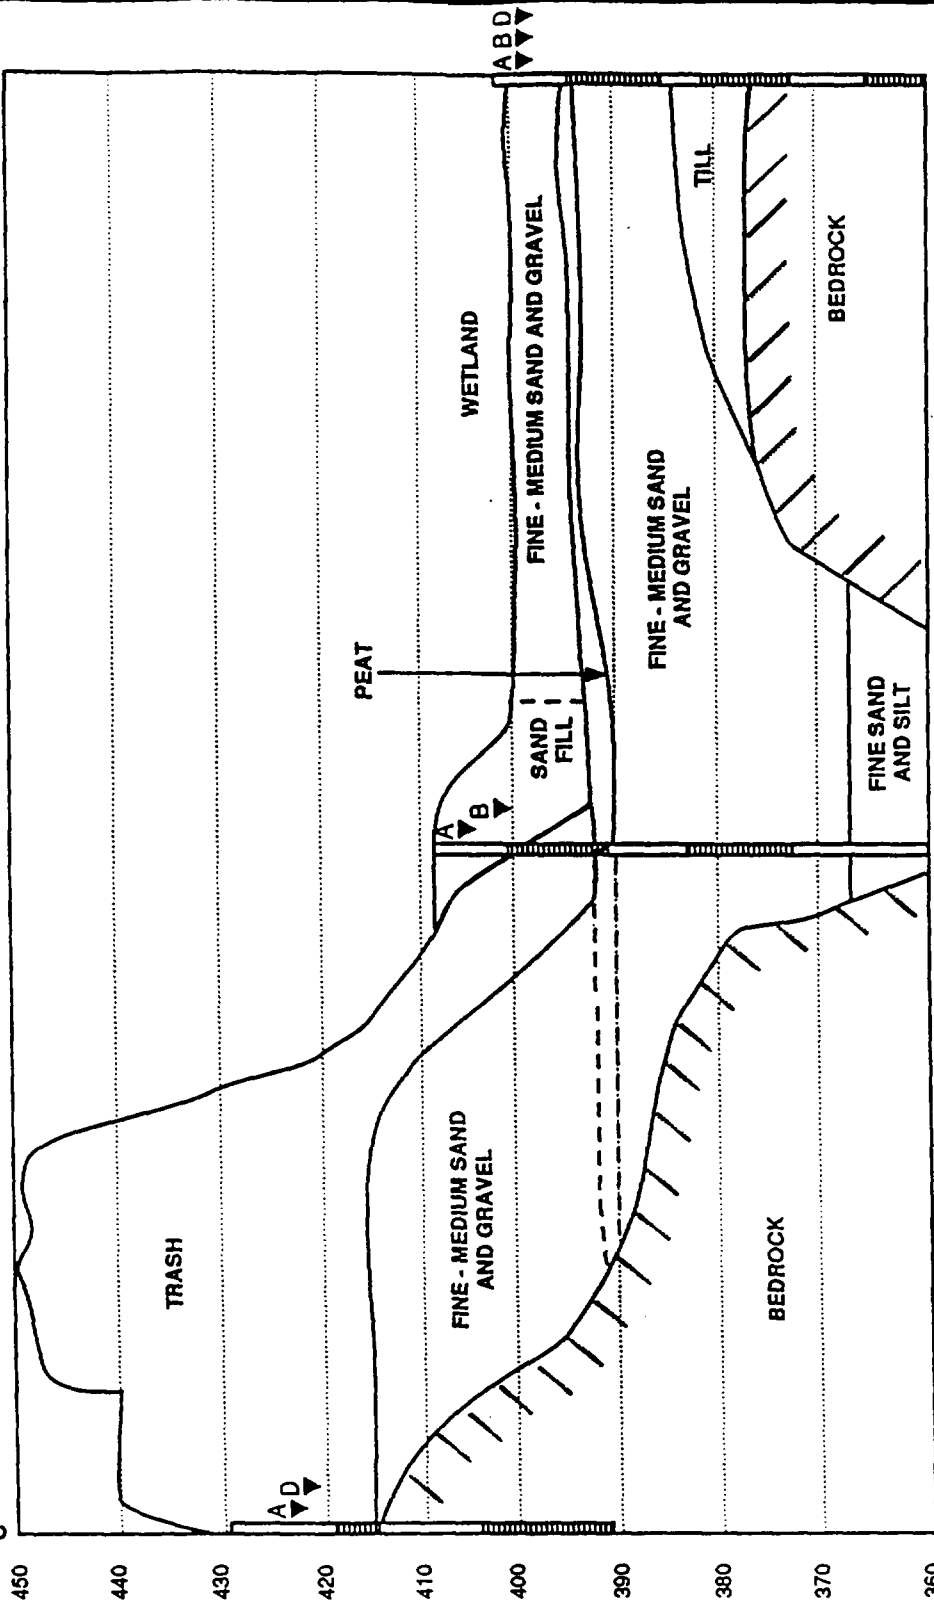 450
440
430
420
410
400
390
380
370
360
A
D
TRASH
FINE - MEDIUM SAND
AND GRAVEL
BEDROCK
A
B
SAND
FILL
PEAT
FINE SAND
AND SILT
WETLAND
FINE - MEDIUM SAND AND GRAVEL
FINE - MEDIUM SAND
AND GRAVEL
TILL
BEDROCK
A B D